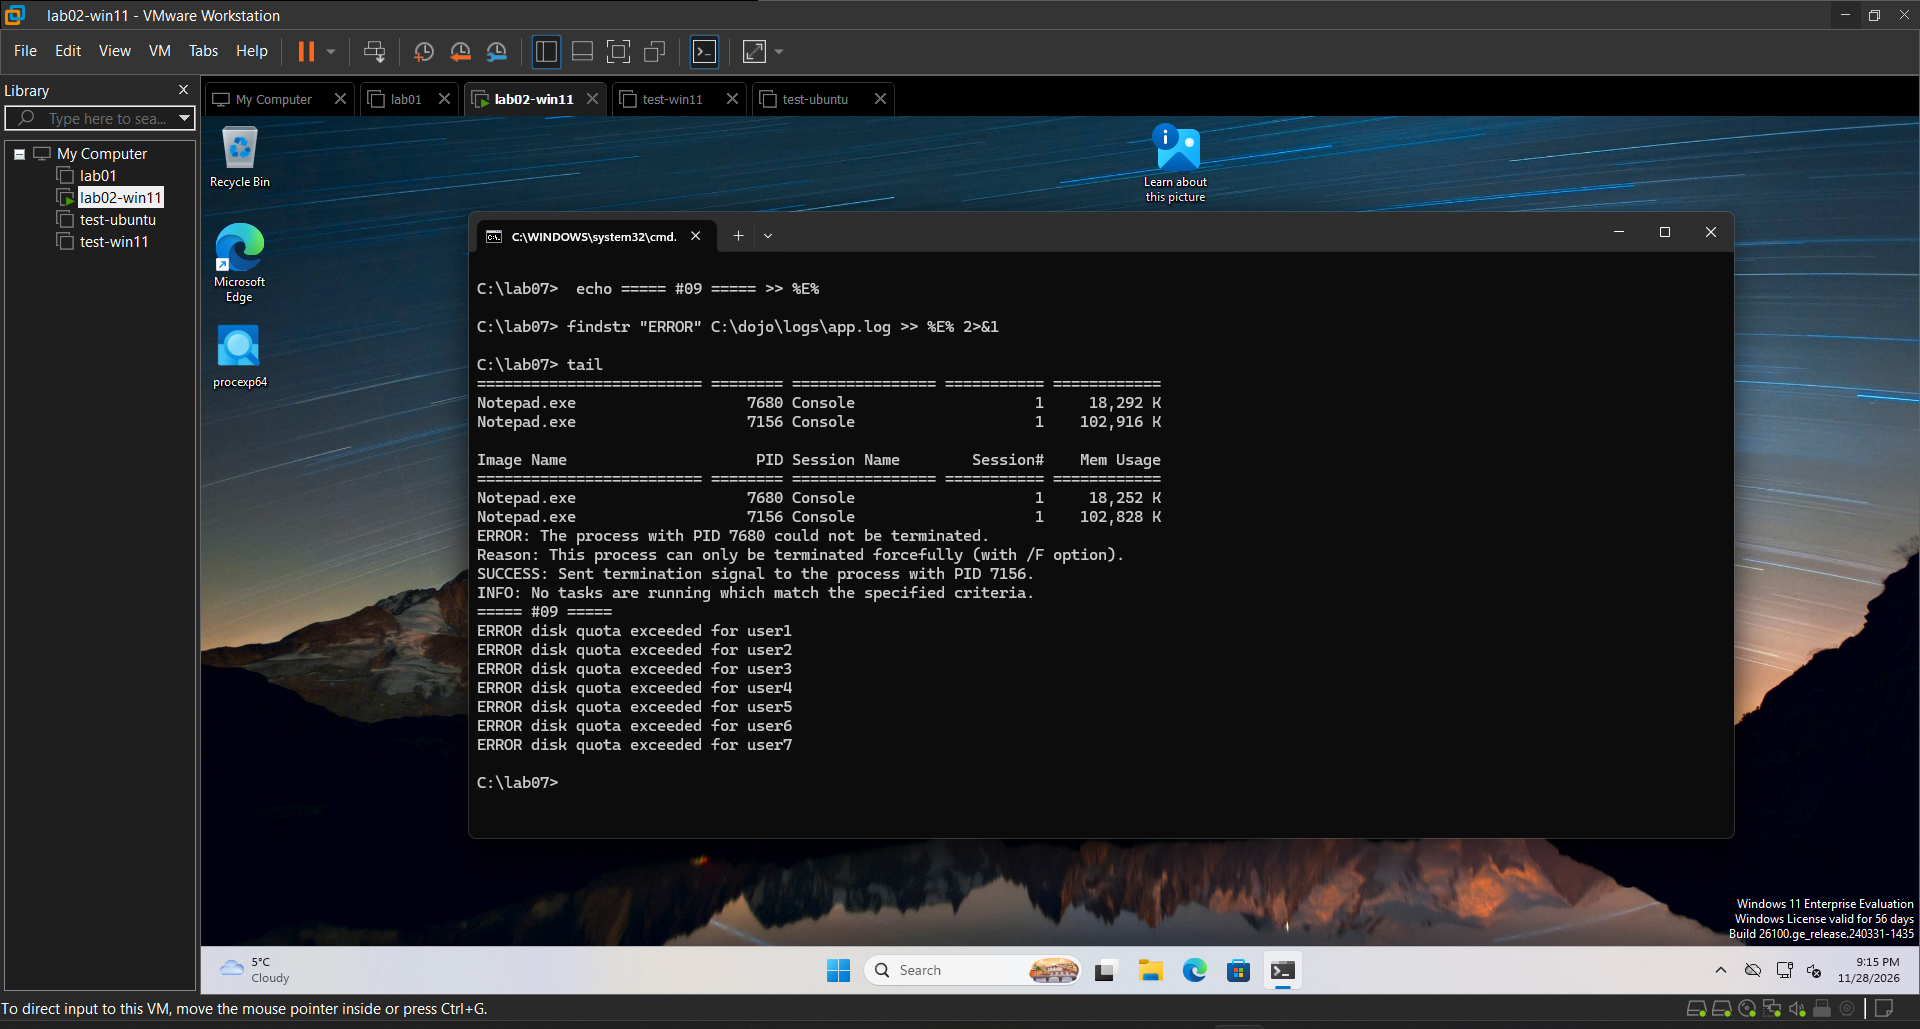 lab02-win11 - VMware Workstation
File Edit View VM Tabs Help
Library
Type here to sea...
My Computer
lab01
lab02-win11
test-ubuntu
test-win11
My Computer lab01 lab02-win11 test-win11 test-ubuntu
Recycle Bin
Microsoft
Edge
procexp64
Learn about
this picture
C:\WINDOWS\system32\cmd.
C:\lab07>  echo ===== #09 ===== >> %E%
C:\lab07> findstr "ERROR" C:\dojo\logs\app.log >> %E% 2>&1
C:\lab07> tail
========================= ======== ================ =========== ============
Notepad.exe                   7680 Console                    1     18,292 K
Notepad.exe                   7156 Console                    1    102,916 K
Image Name                     PID Session Name        Session#    Mem Usage
========================= ======== ================ =========== ============
Notepad.exe                   7680 Console                    1     18,252 K
Notepad.exe                   7156 Console                    1    102,828 K
ERROR: The process with PID 7680 could not be terminated.
Reason: This process can only be terminated forcefully (with /F option).
SUCCESS: Sent termination signal to the process with PID 7156.
INFO: No tasks are running which match the specified criteria.
===== #09 =====
ERROR disk quota exceeded for user1
ERROR disk quota exceeded for user2
ERROR disk quota exceeded for user3
ERROR disk quota exceeded for user4
ERROR disk quota exceeded for user5
ERROR disk quota exceeded for user6
ERROR disk quota exceeded for user7
C:\lab07>
Windows 11 Enterprise Evaluation
Windows License valid for 56 days
Build 26100.ge_release.240331-1435
5°C
Cloudy
Search
9:15 PM
11/28/2026
To direct input to this VM, move the mouse pointer inside or press Ctrl+G.